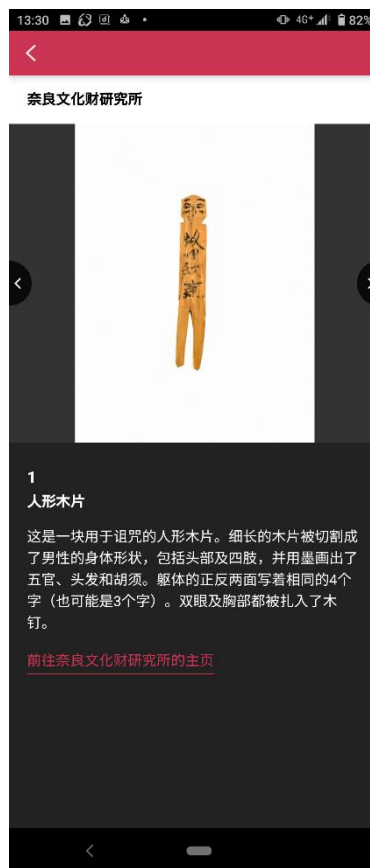 13:30 4G+ 82%
奈良文化财研究所
1
人形木片
这是一块用于诅咒的人形木片。细长的木片被切割成
了男性的身体形状，包括头部及四肢，并用墨画出了
五官、头发和胡须。躯体的正反两面写着相同的4个
字（也可能是3个字）。双眼及胸部都被扎入了木
钉。
前往奈良文化财研究所的主页